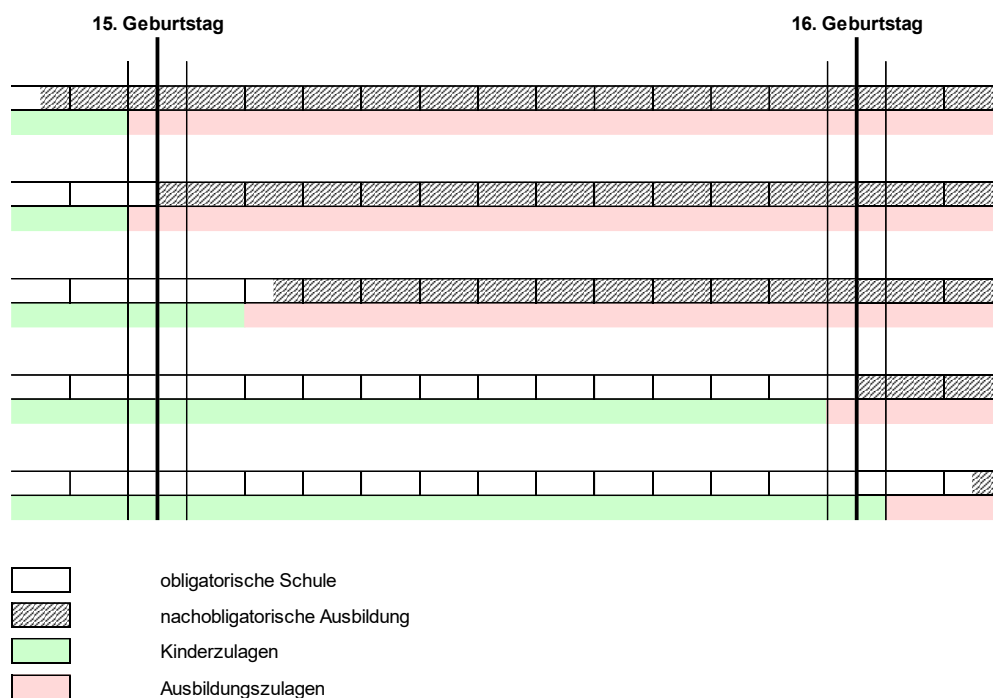 15. Geburtstag
16. Geburtstag
obligatorische Schule
nachobligatorische Ausbildung
Kinderzulagen
Ausbildungszulagen